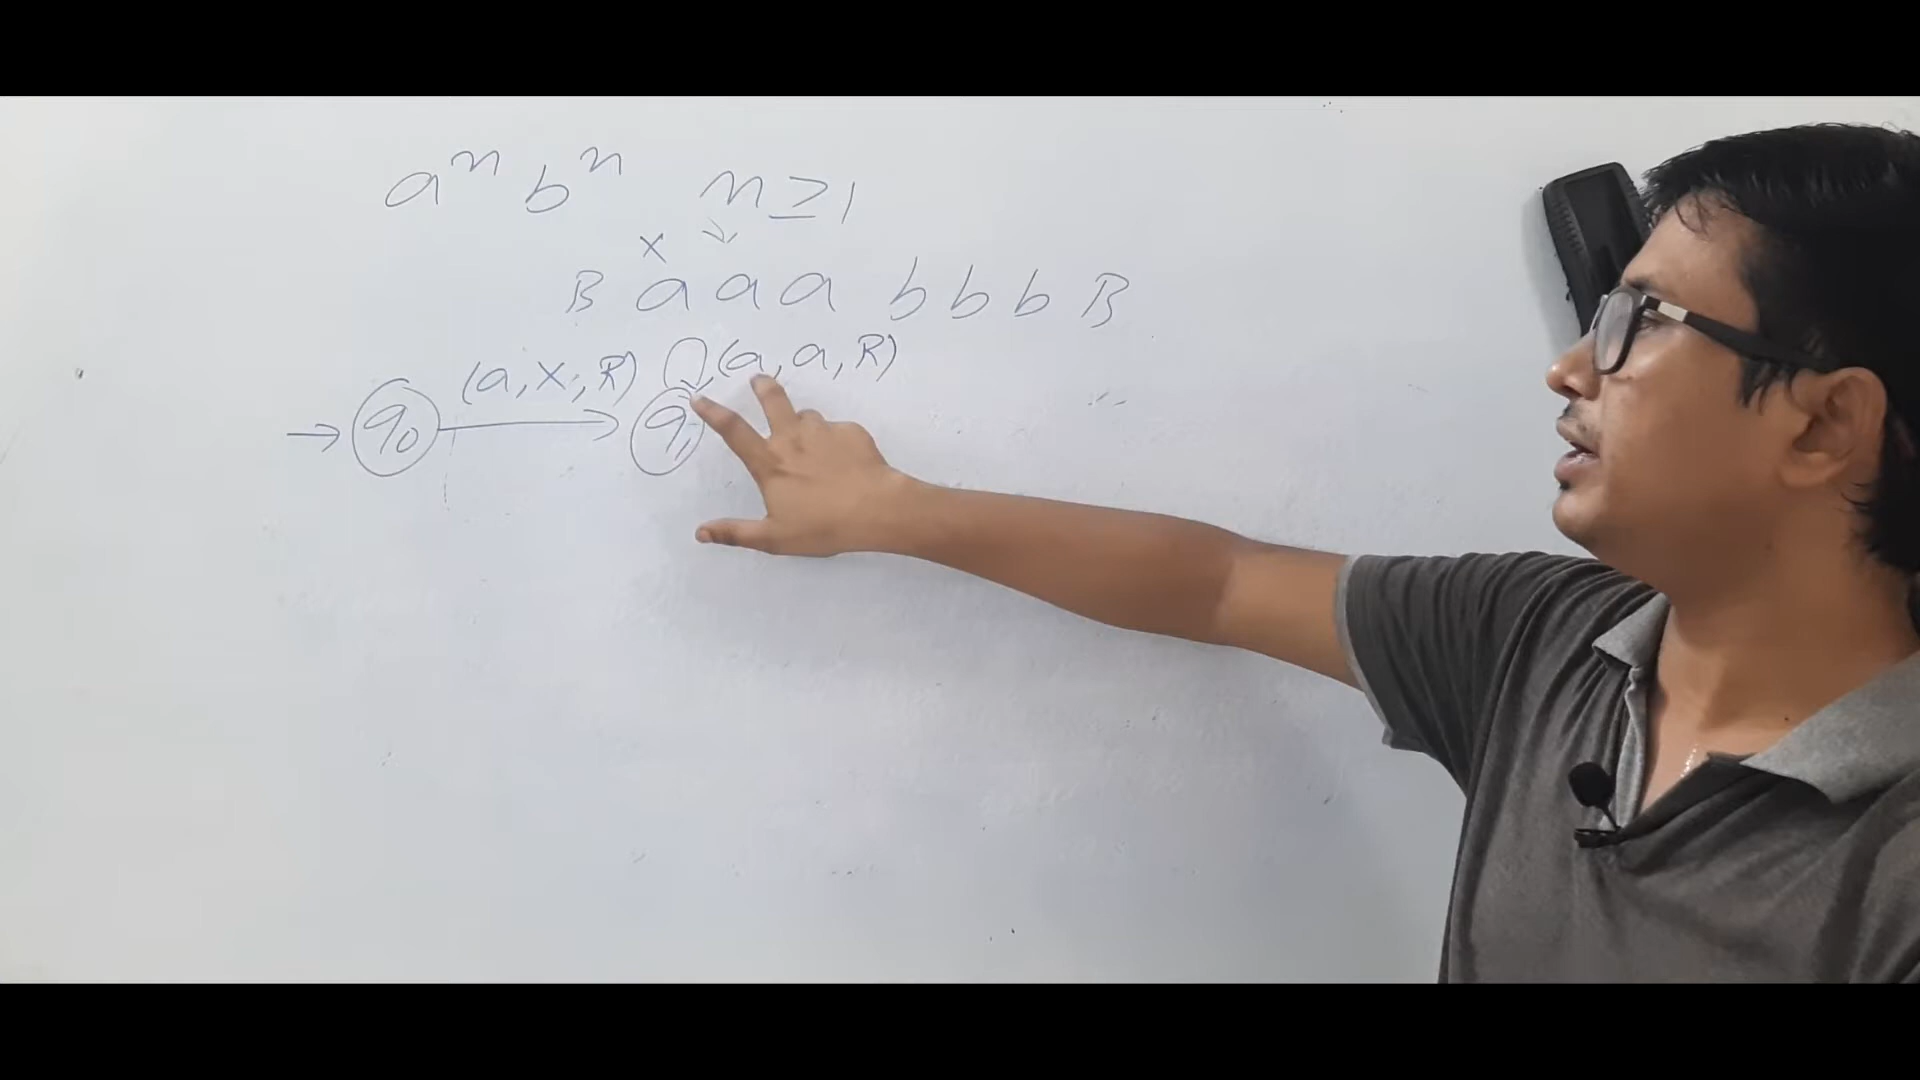 aⁿ bⁿ n≥1
X
B a a a b b b B
(a, X, R) (a, a, R)
q₀ q₁